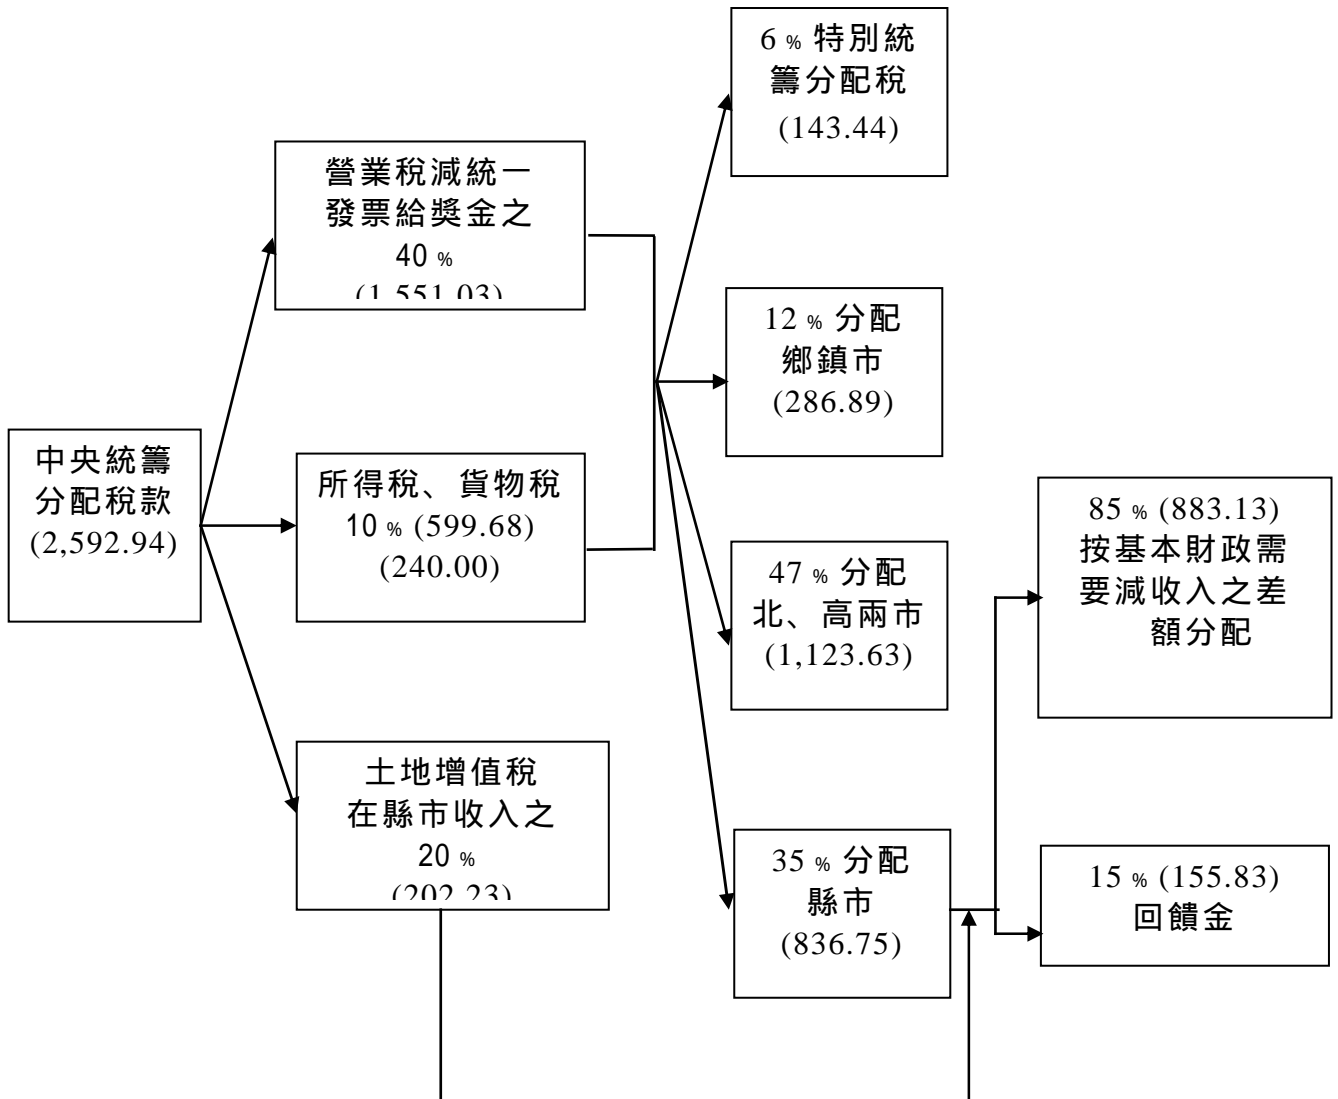 6 % 特別統
籌分配稅
(143.44)
營業稅減統一
發票給獎金之
40 %
(1,551.03)
12 % 分配
鄉鎮市
(286.89)
中央統籌
分配稅款
(2,592.94)
所得稅、貨物稅
10 % (599.68)
(240.00)
47 % 分配
北、高兩市
(1,123.63)
85 % (883.13)
按基本財政需
要減收入之差
額分配
土地增值稅
在縣市收入之
20 %
(202.23)
35 % 分配
縣市
(836.75)
15 % (155.83)
回饋金